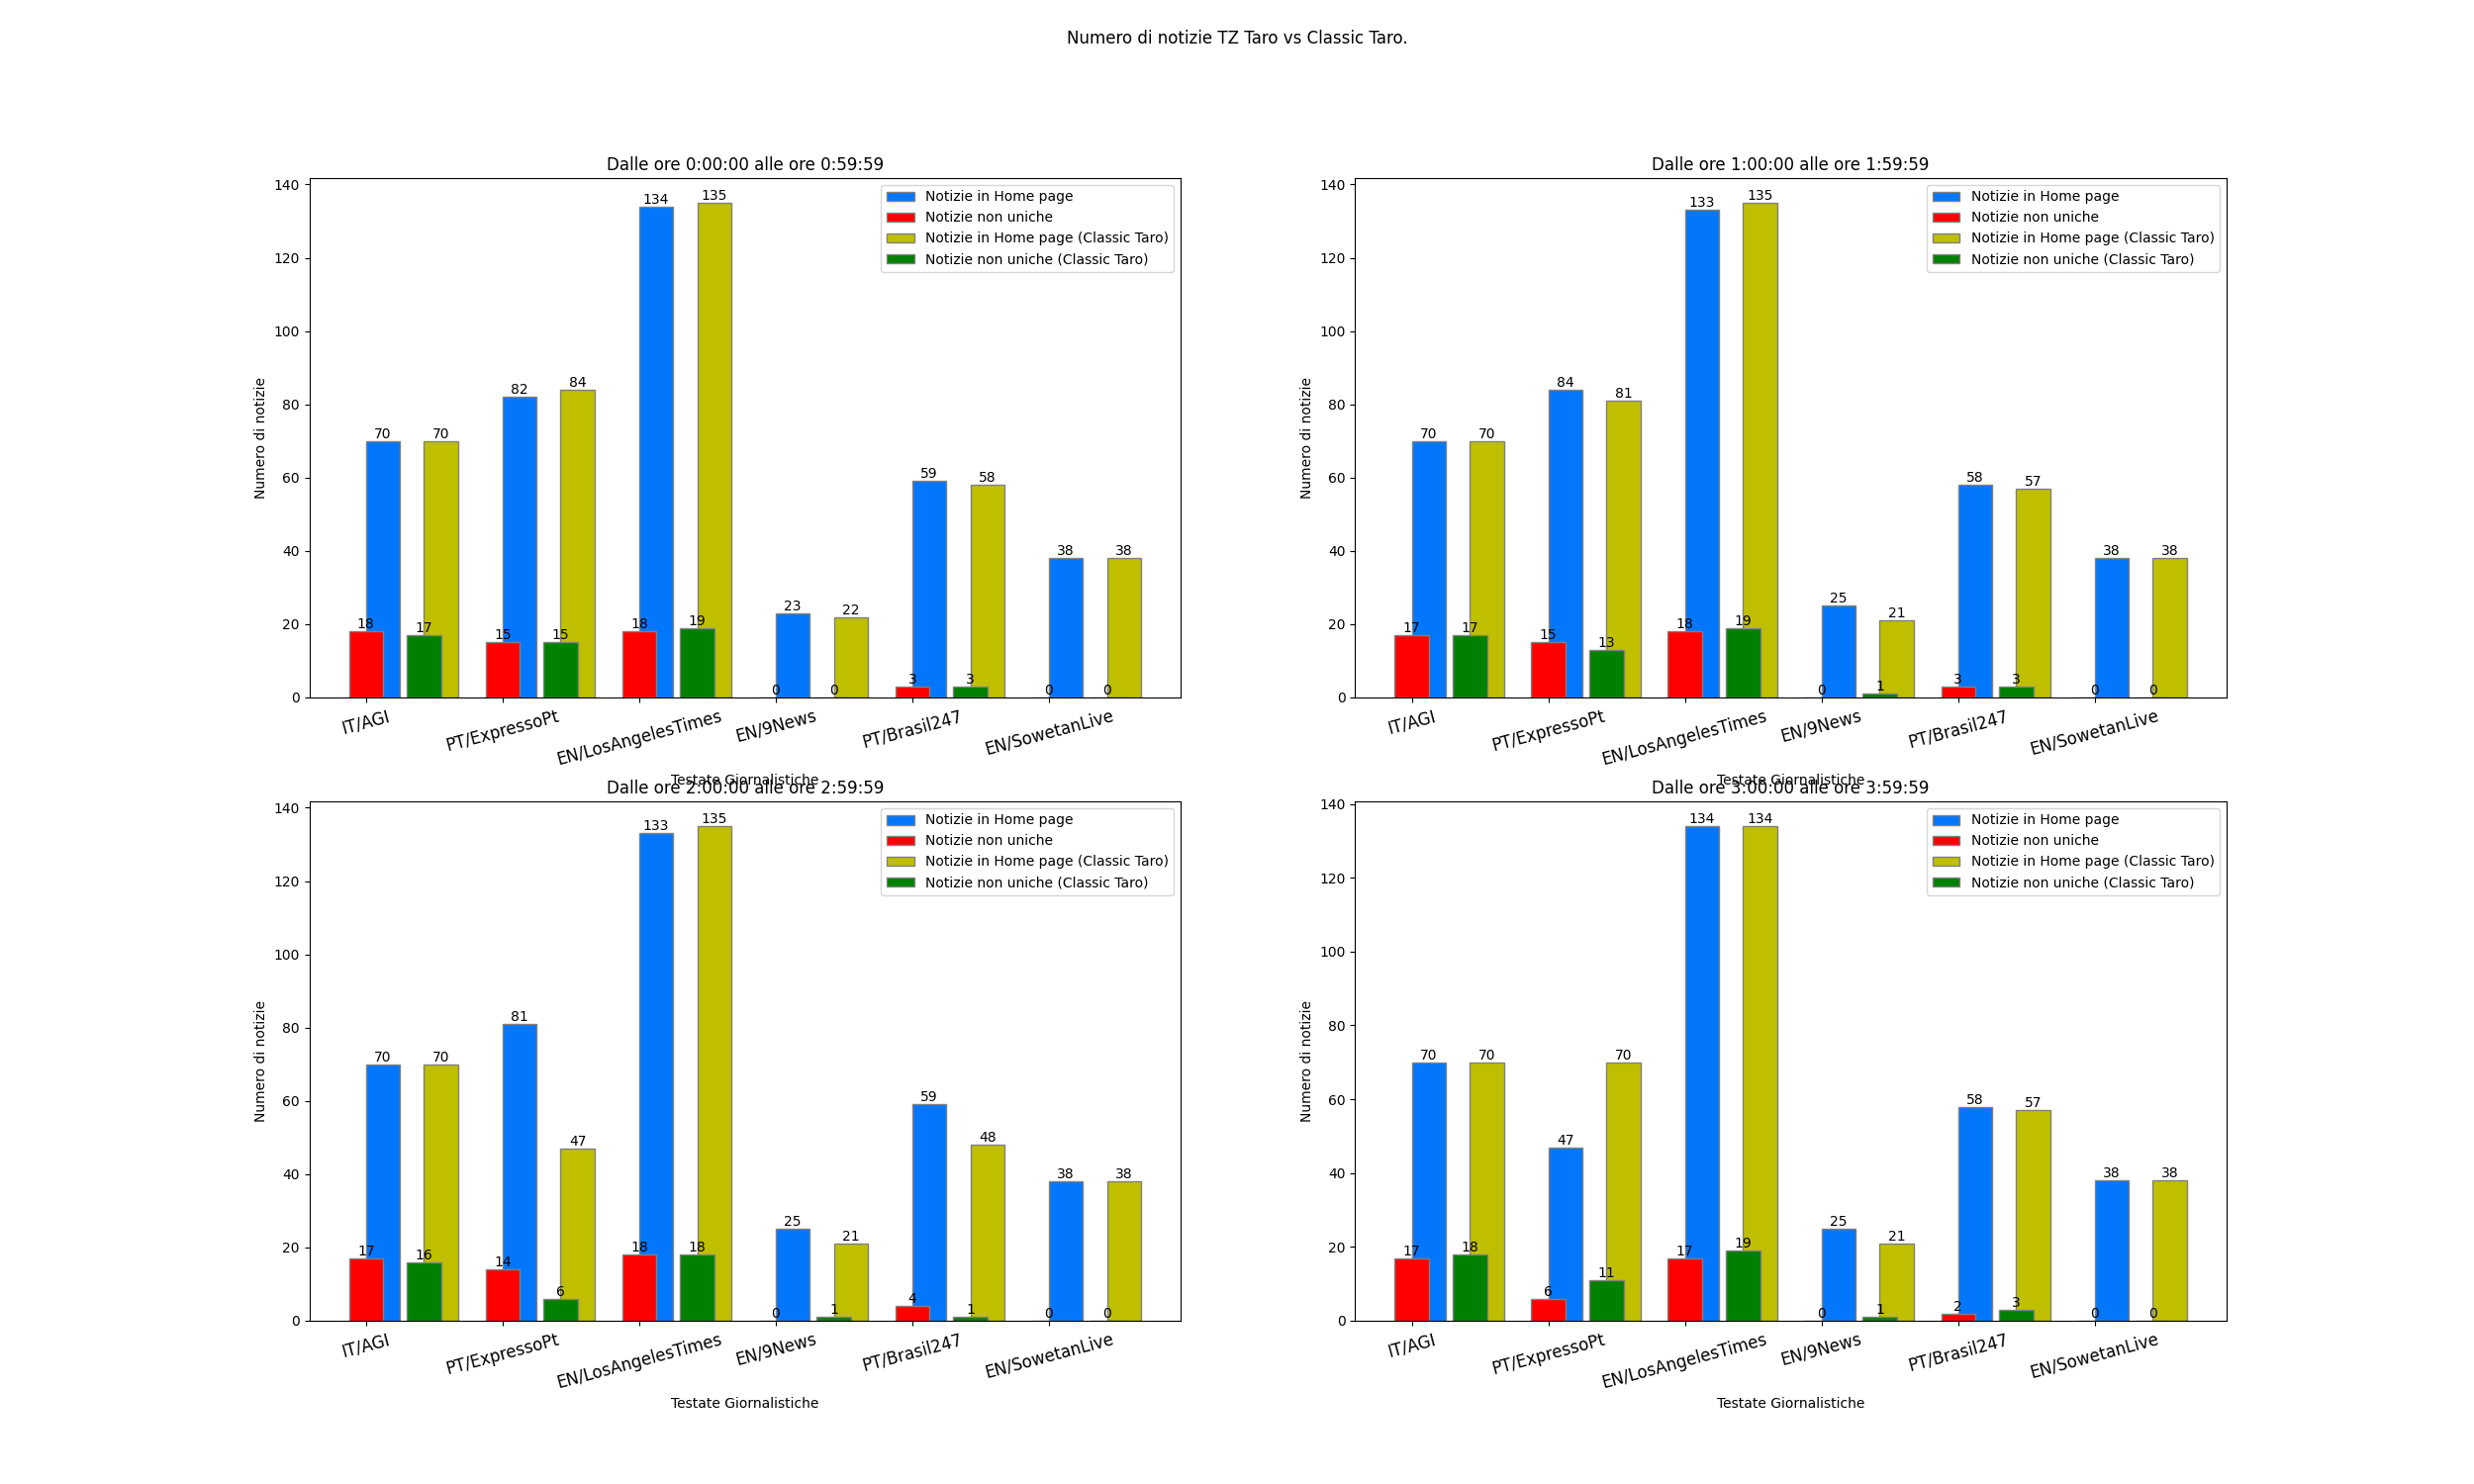 Numero di notizie TZ Taro vs Classic Taro.
Dalle ore 0:00:00 alle ore 0:59:59
Numero di notizie
140
120
100
80
60
40
20
0
Notizie in Home page
Notizie non uniche
Notizie in Home page (Classic Taro)
Notizie non uniche (Classic Taro)
18 70 17 70
15 82 15 84
18 134 19 135
0 23 0 22
3 59 3 58
0 38 0 38
IT/AGI PT/ExpressoPt EN/LosAngelesTimes EN/9News PT/Brasil247 EN/SowetanLive
Testate Giornalistiche
Dalle ore 1:00:00 alle ore 1:59:59
Numero di notizie
140
120
100
80
60
40
20
0
Notizie in Home page
Notizie non uniche
Notizie in Home page (Classic Taro)
Notizie non uniche (Classic Taro)
17 70 17 70
15 84 13 81
18 133 19 135
0 25 1 21
3 58 3 57
0 38 0 38
IT/AGI PT/ExpressoPt EN/LosAngelesTimes EN/9News PT/Brasil247 EN/SowetanLive
Testate Giornalistiche
Dalle ore 2:00:00 alle ore 2:59:59
Numero di notizie
140
120
100
80
60
40
20
0
Notizie in Home page
Notizie non uniche
Notizie in Home page (Classic Taro)
Notizie non uniche (Classic Taro)
17 70 16 70
14 81 6 47
18 133 18 135
0 25 1 21
4 59 1 48
0 38 0 38
IT/AGI PT/ExpressoPt EN/LosAngelesTimes EN/9News PT/Brasil247 EN/SowetanLive
Testate Giornalistiche
Dalle ore 3:00:00 alle ore 3:59:59
Numero di notizie
140
120
100
80
60
40
20
0
Notizie in Home page
Notizie non uniche
Notizie in Home page (Classic Taro)
Notizie non uniche (Classic Taro)
17 70 18 70
6 47 11 70
17 134 19 134
0 25 1 21
2 58 3 57
0 38 0 38
IT/AGI PT/ExpressoPt EN/LosAngelesTimes EN/9News PT/Brasil247 EN/SowetanLive
Testate Giornalistiche